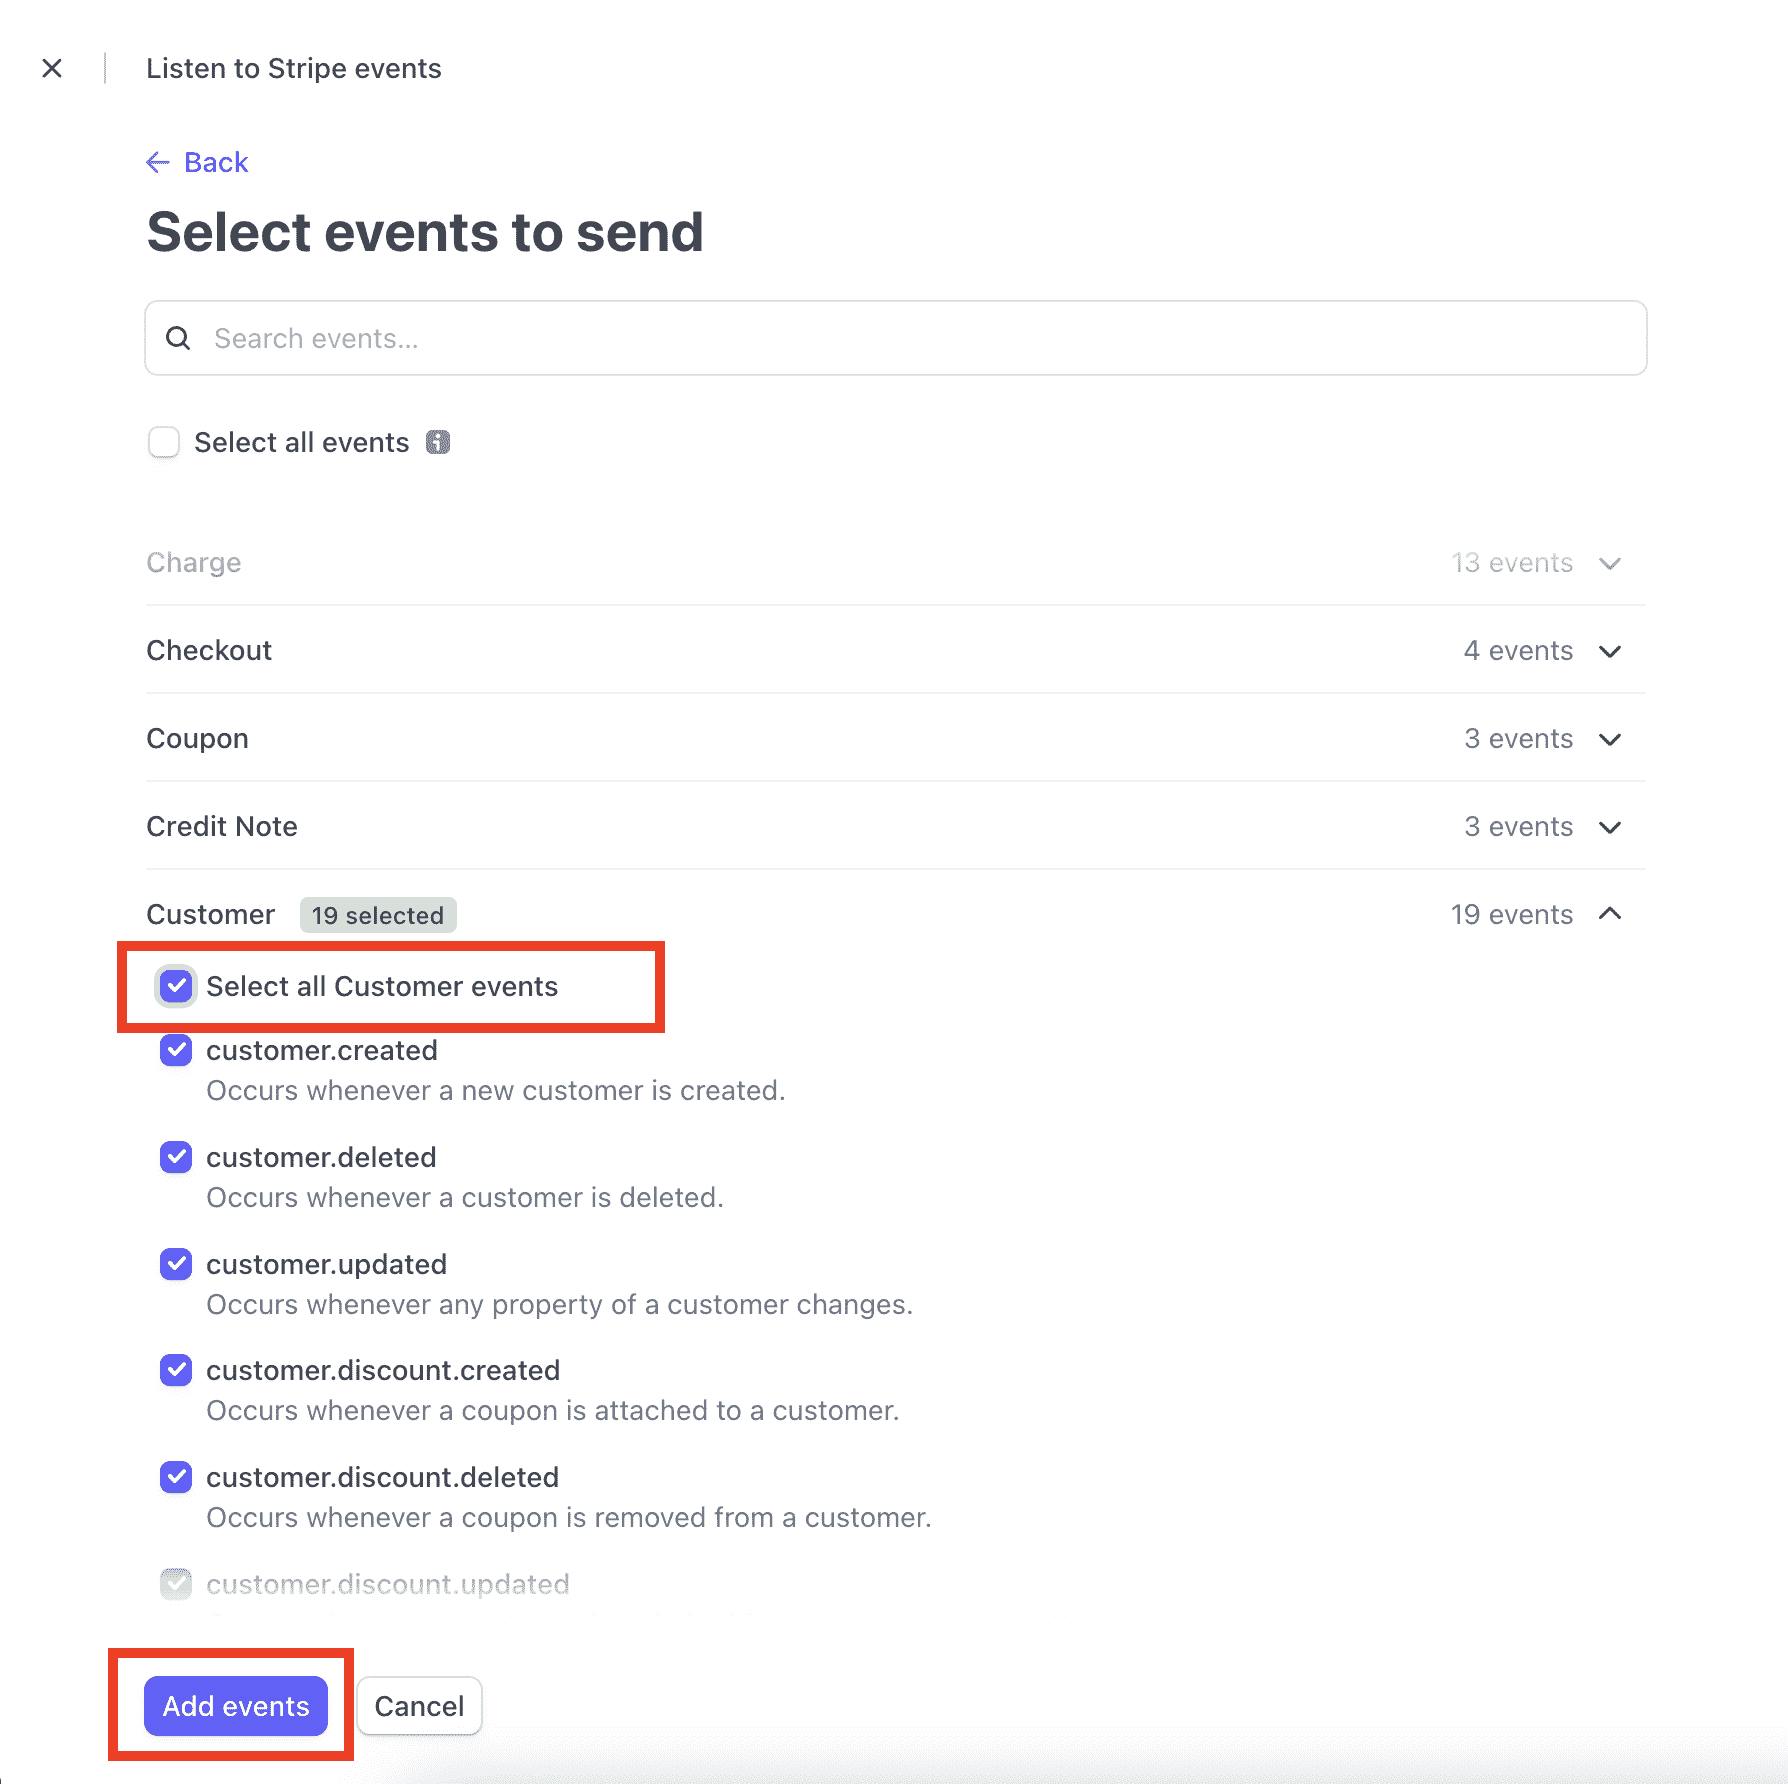 Listen to Stripe events
Back
Select events to send
Search events...
Select all events
Charge 13 events
Checkout 4 events
Coupon 3 events
Credit Note 3 events
Customer 19 selected 19 events
Select all Customer events
customer.created
Occurs whenever a new customer is created.
customer.deleted
Occurs whenever a customer is deleted.
customer.updated
Occurs whenever any property of a customer changes.
customer.discount.created
Occurs whenever a coupon is attached to a customer.
customer.discount.deleted
Occurs whenever a coupon is removed from a customer.
customer.discount.updated
Add events Cancel